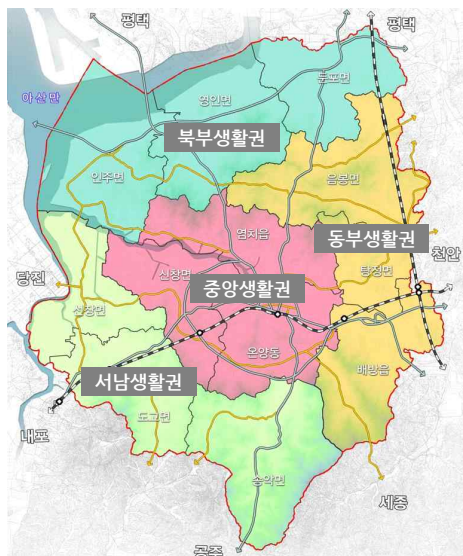 평택
평택
둔포면
영인면
아산만
북부생활권
인주면
음봉면
염치읍
동부생활권
천안
탕정면
당진
신창면
중앙생활권
선장면
온양동
서남생활권
배방읍
내포
도고면
송악면
세종
공주